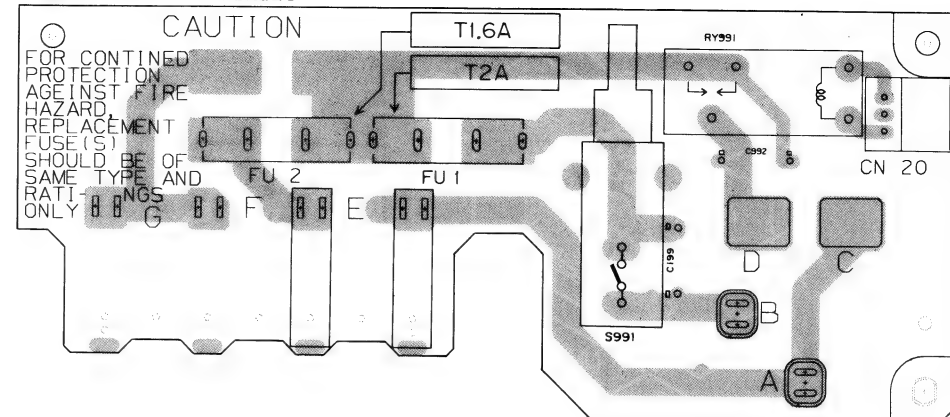 CAUTION
FOR CONTINED
PROTECTION
AGEINST FIRE
HAZARD,
REPLACEMENT
FUSE(S)
SHOULD BE OF
SAME TYPE AND
RATI- NGS
ONLY
T1.6A
T2A
RY991
C992
CN 20
FU 2
FU 1
G
F
E
C199
D
C
B
S991
A